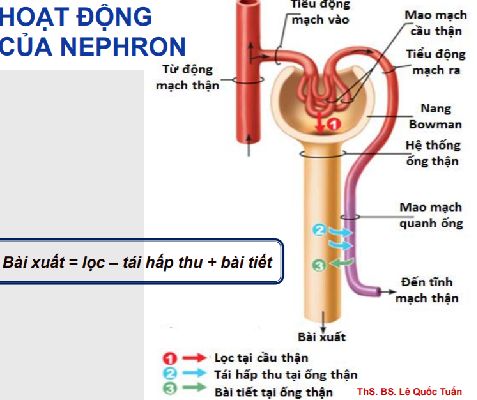 HOẠT ĐỘNG
CỦA NEPHRON
Tiểu động
mạch vào
Mao mạch
cầu thận
Tiểu động
mạch ra
Từ động
mạch thận
1
Nang
Bowman
Hệ thống
ống thận
Mao mạch
quanh ống
2
3
Bài xuất = lọc – tái hấp thu + bài tiết
Đến tĩnh
mạch thận
Bài xuất
1 Lọc tại cầu thận
2 Tái hấp thu tại ống thận
3 Bài tiết tại ống thận
ThS. BS. Lê Quốc Tuấn